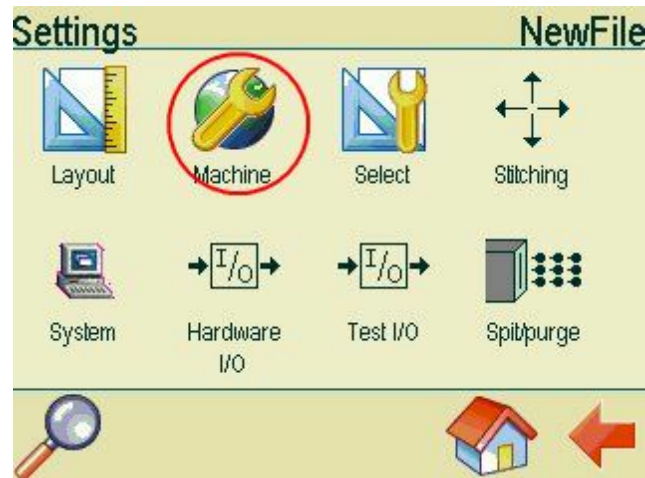 Settings NewFile
Layout Machine Select Stitching
I/O I/O
System Hardware I/O Test I/O Spit/purge